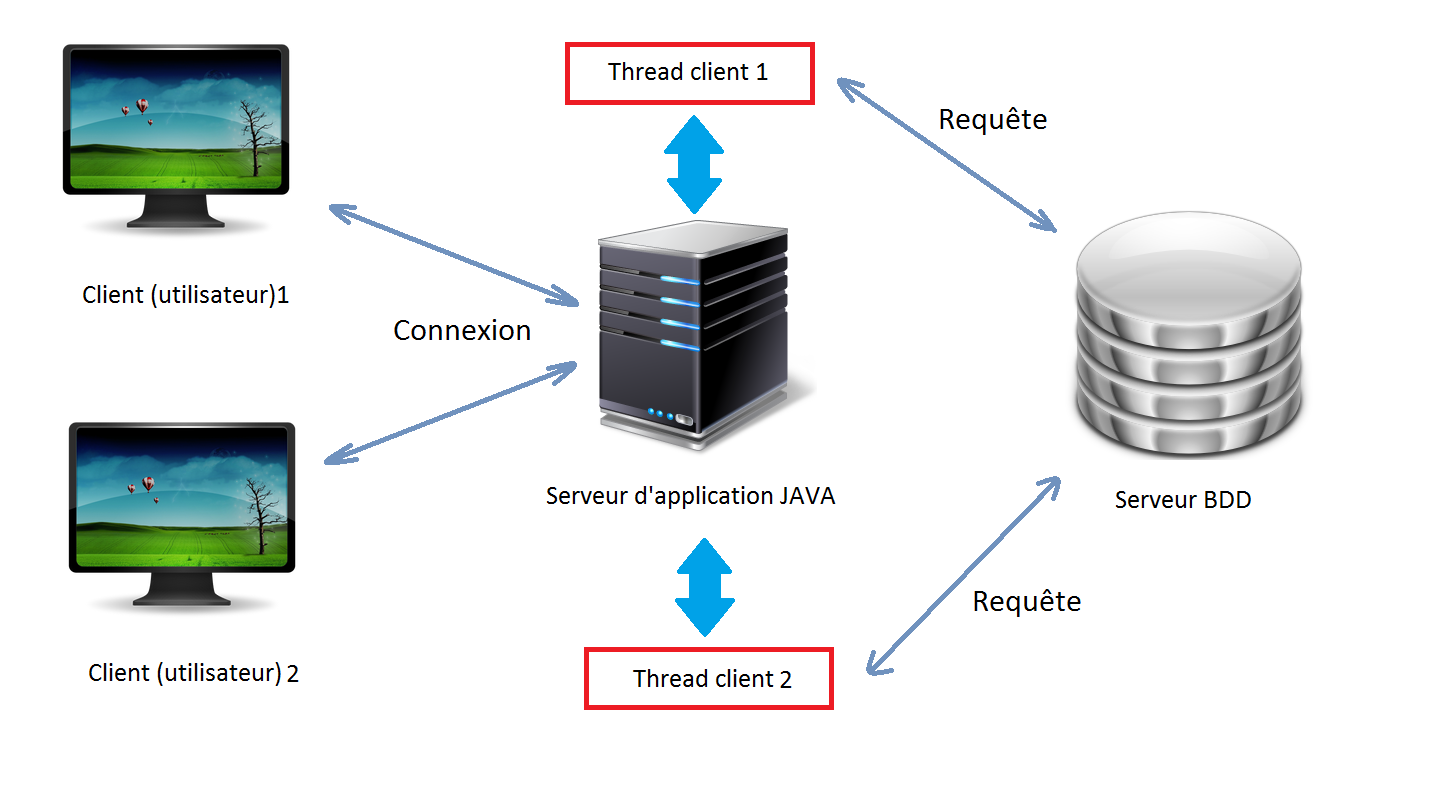 Thread client 1
Requête
Client (utilisateur)1
Connexion
Serveur d'application JAVA
Serveur BDD
Requête
Client (utilisateur) 2
Thread client 2